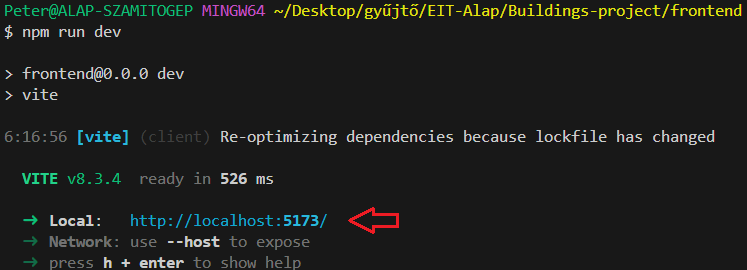 Peter@ALAP-SZAMITOGEP MINGW64 ~/Desktop/gyűjtő/EIT-Alap/Buildings-project/frontend
$ npm run dev
> frontend@0.0.0 dev
> vite
6:16:56 [vite] (client) Re-optimizing dependencies because lockfile has changed
VITE v8.3.4 ready in 526 ms
➜ Local: http://localhost:5173/
➜ Network: use --host to expose
➜ press h + enter to show help